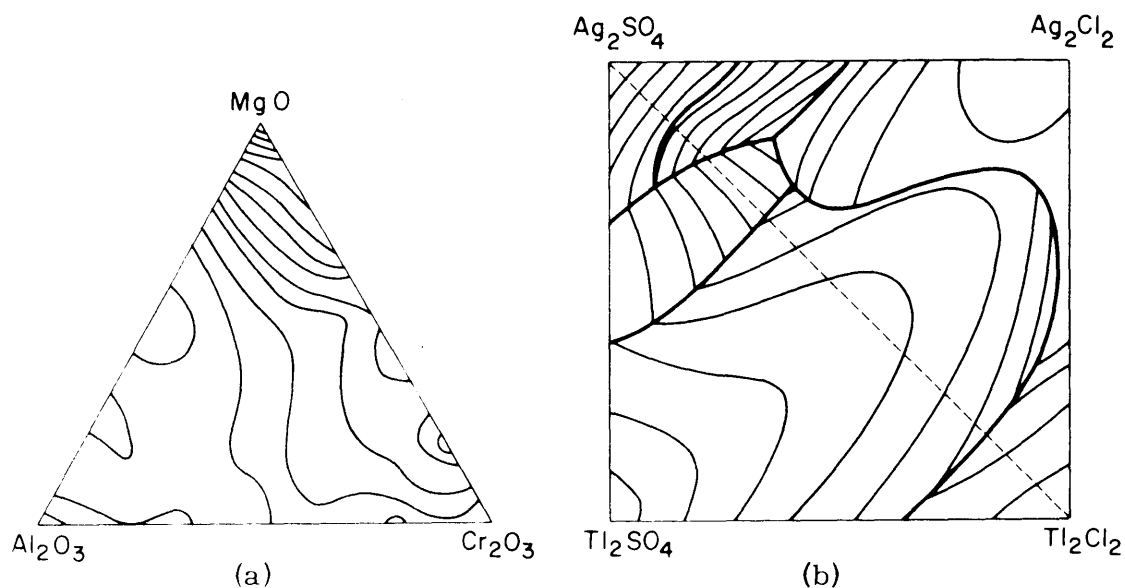 Ag₂SO₄ Ag₂Cl₂
MgO
Al₂O₃ Cr₂O₃ Tl₂SO₄ Tl₂Cl₂
(a) (b)